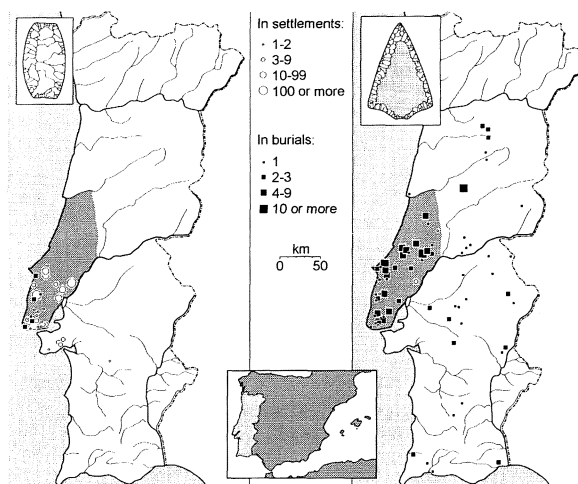 In settlements:
1-2
3-9
10-99
100 or more
In burials:
1
2-3
4-9
10 or more
km
0 50